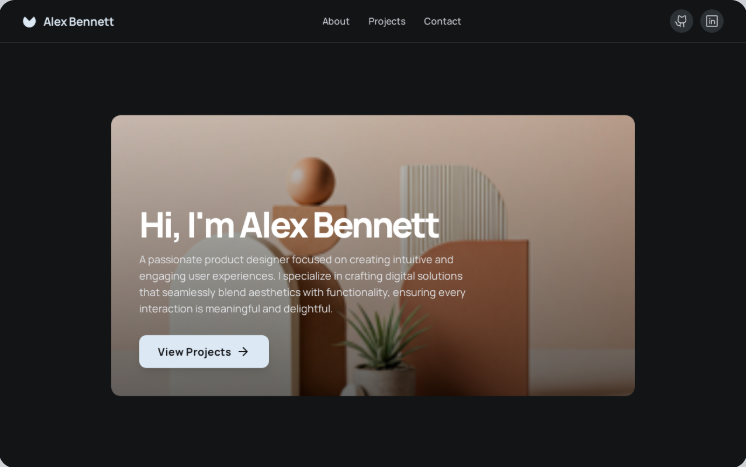 Alex Bennett
About
Projects
Contact
Hi, I'm Alex Bennett
A passionate product designer focused on creating intuitive and
engaging user experiences. I specialize in crafting digital solutions
that seamlessly blend aesthetics with functionality, ensuring every
interaction is meaningful and delightful.
View Projects